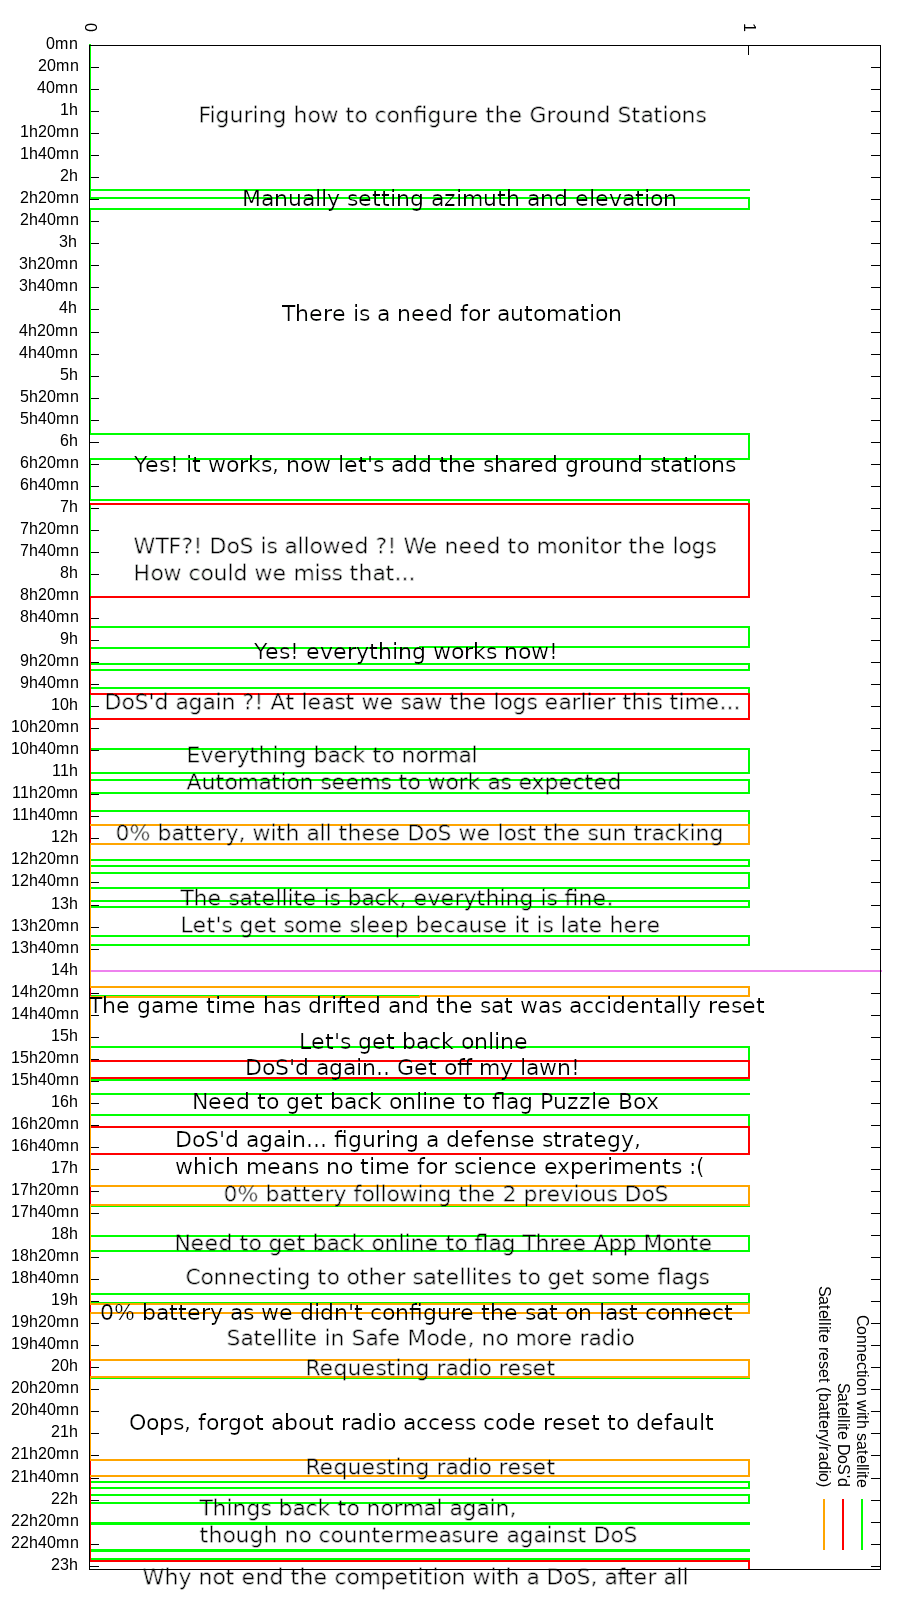 0
1
0mn
20mn
40mn
1h
Figuring how to configure the Ground Stations
1h20mn
1h40mn
2h
2h20mn
Manually setting azimuth and elevation
2h40mn
3h
3h20mn
3h40mn
4h
There is a need for automation
4h20mn
4h40mn
5h
5h20mn
5h40mn
6h
6h20mn
Yes! it works, now let's add the shared ground stations
6h40mn
7h
7h20mn
7h40mn
WTF?! DoS is allowed ?! We need to monitor the logs
8h
How could we miss that...
8h20mn
8h40mn
9h
Yes! everything works now!
9h20mn
9h40mn
10h
DoS'd again ?! At least we saw the logs earlier this time...
10h20mn
10h40mn
Everything back to normal
11h
Automation seems to work as expected
11h20mn
11h40mn
12h
0% battery, with all these DoS we lost the sun tracking
12h20mn
12h40mn
13h
The satellite is back, everything is fine.
13h20mn
Let's get some sleep because it is late here
13h40mn
14h
14h20mn
The game time has drifted and the sat was accidentally reset
14h40mn
15h
Let's get back online
15h20mn
DoS'd again.. Get off my lawn!
15h40mn
16h
Need to get back online to flag Puzzle Box
16h20mn
16h40mn
DoS'd again... figuring a defense strategy,
17h
which means no time for science experiments :(
17h20mn
0% battery following the 2 previous DoS
17h40mn
18h
Need to get back online to flag Three App Monte
18h20mn
18h40mn
Connecting to other satellites to get some flags
19h
0% battery as we didn't configure the sat on last connect
19h20mn
19h40mn
Satellite in Safe Mode, no more radio
20h
Requesting radio reset
20h20mn
20h40mn
Oops, forgot about radio access code reset to default
21h
21h20mn
Requesting radio reset
21h40mn
22h
Things back to normal again,
22h20mn
though no countermeasure against DoS
22h40mn
23h
Why not end the competition with a DoS, after all
Connection with satellite
Satellite DoS'd
Satellite reset (battery/radio)